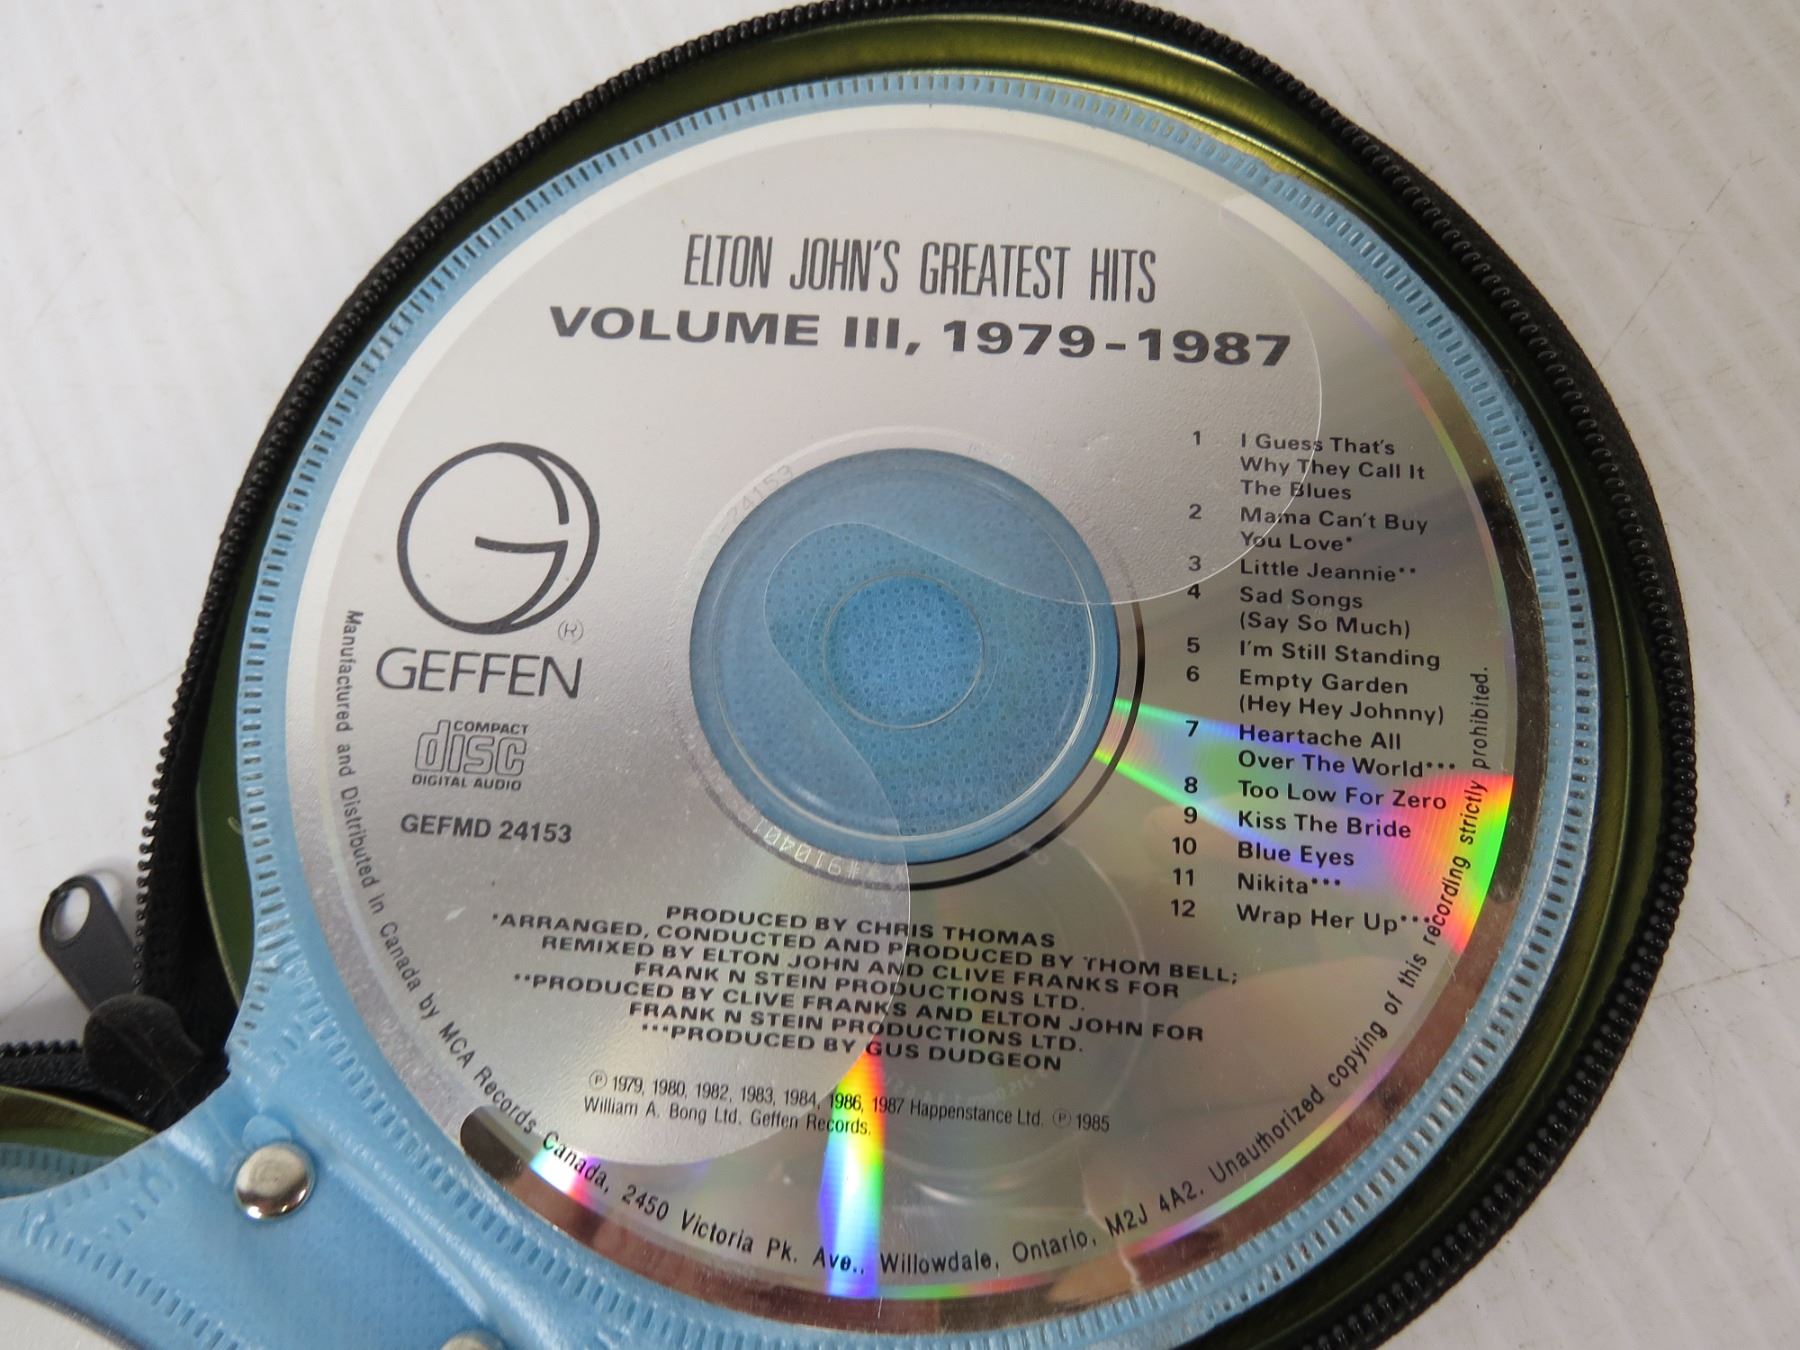 ELTON JOHN'S GREATEST HITS
VOLUME III, 1979-1987
GEFFEN
COMPACT
disc
DIGITAL AUDIO
GEFMD 24153
1 I Guess That's
Why They Call It
The Blues
2 Mama Can't Buy
You Love*
3 Little Jeannie**
4 Sad Songs
(Say So Much)
5 I'm Still Standing
6 Empty Garden
(Hey Hey Johnny)
7 Heartache All
Over The World***
8 Too Low For Zero
9 Kiss The Bride
10 Blue Eyes
11 Nikita***
12 Wrap Her Up***
PRODUCED BY CHRIS THOMAS
*ARRANGED, CONDUCTED AND PRODUCED BY THOM BELL;
REMIXED BY ELTON JOHN AND CLIVE FRANKS FOR
FRANK N STEIN PRODUCTIONS LTD.
**PRODUCED BY CLIVE FRANKS AND ELTON JOHN FOR
FRANK N STEIN PRODUCTIONS LTD.
***PRODUCED BY GUS DUDGEON
℗ 1979, 1980, 1982, 1983, 1984, 1986, 1987 Happenstance Ltd. ℗ 1985
William A. Bong Ltd. Geffen Records.
Manufactured and Distributed in Canada by MCA Records Canada, 2450 Victoria Pk. Ave., Willowdale, Ontario, M2J 4A2. Unauthorized copying of this recording strictly prohibited.